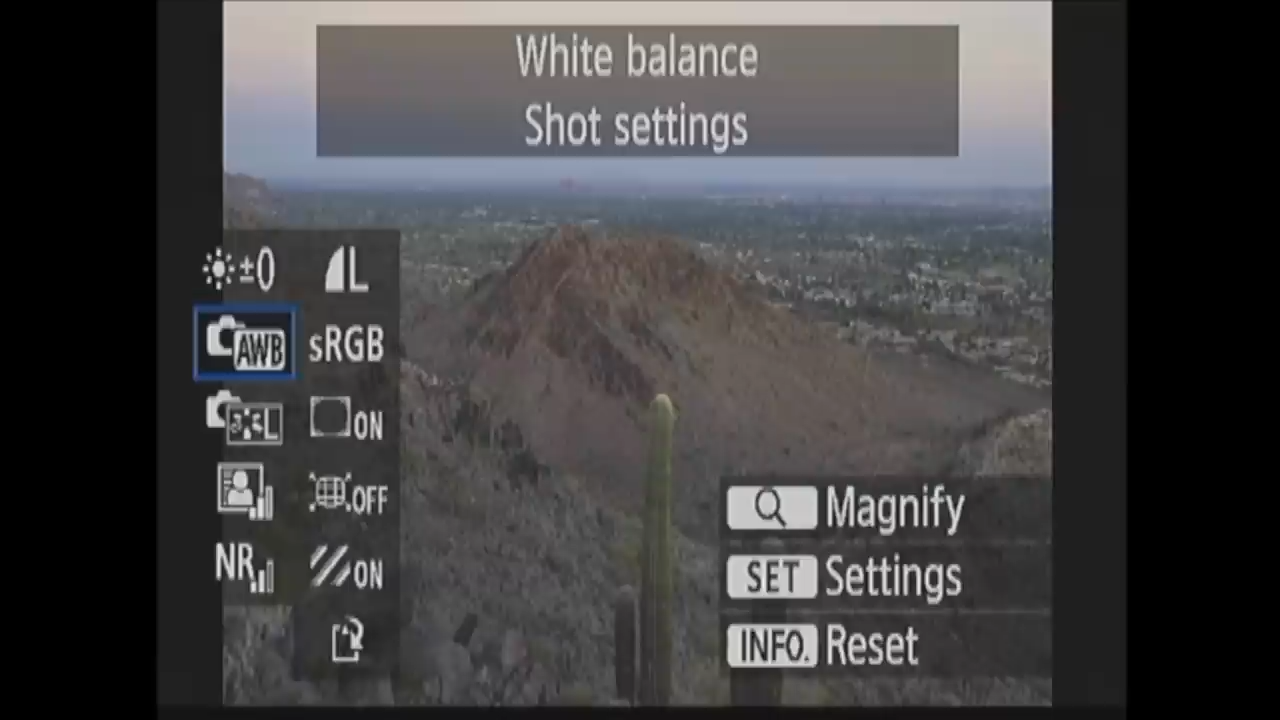 White balance
Shot settings
±0
L
AWB
sRGB
L
ON
OFF
NR
ON
Magnify
SET Settings
INFO. Reset